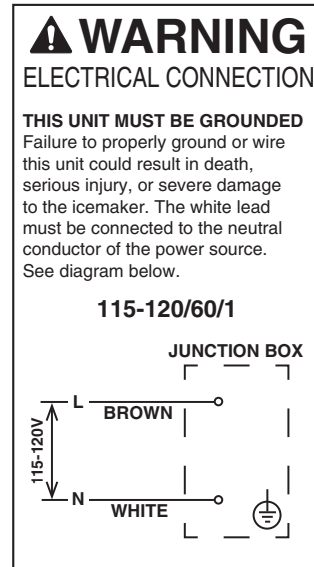 WARNING
ELECTRICAL CONNECTION
THIS UNIT MUST BE GROUNDED
Failure to properly ground or wire
this unit could result in death,
serious injury, or severe damage
to the icemaker. The white lead
must be connected to the neutral
conductor of the power source.
See diagram below.
115-120/60/1
JUNCTION BOX
L
BROWN
115-120V
N
WHITE